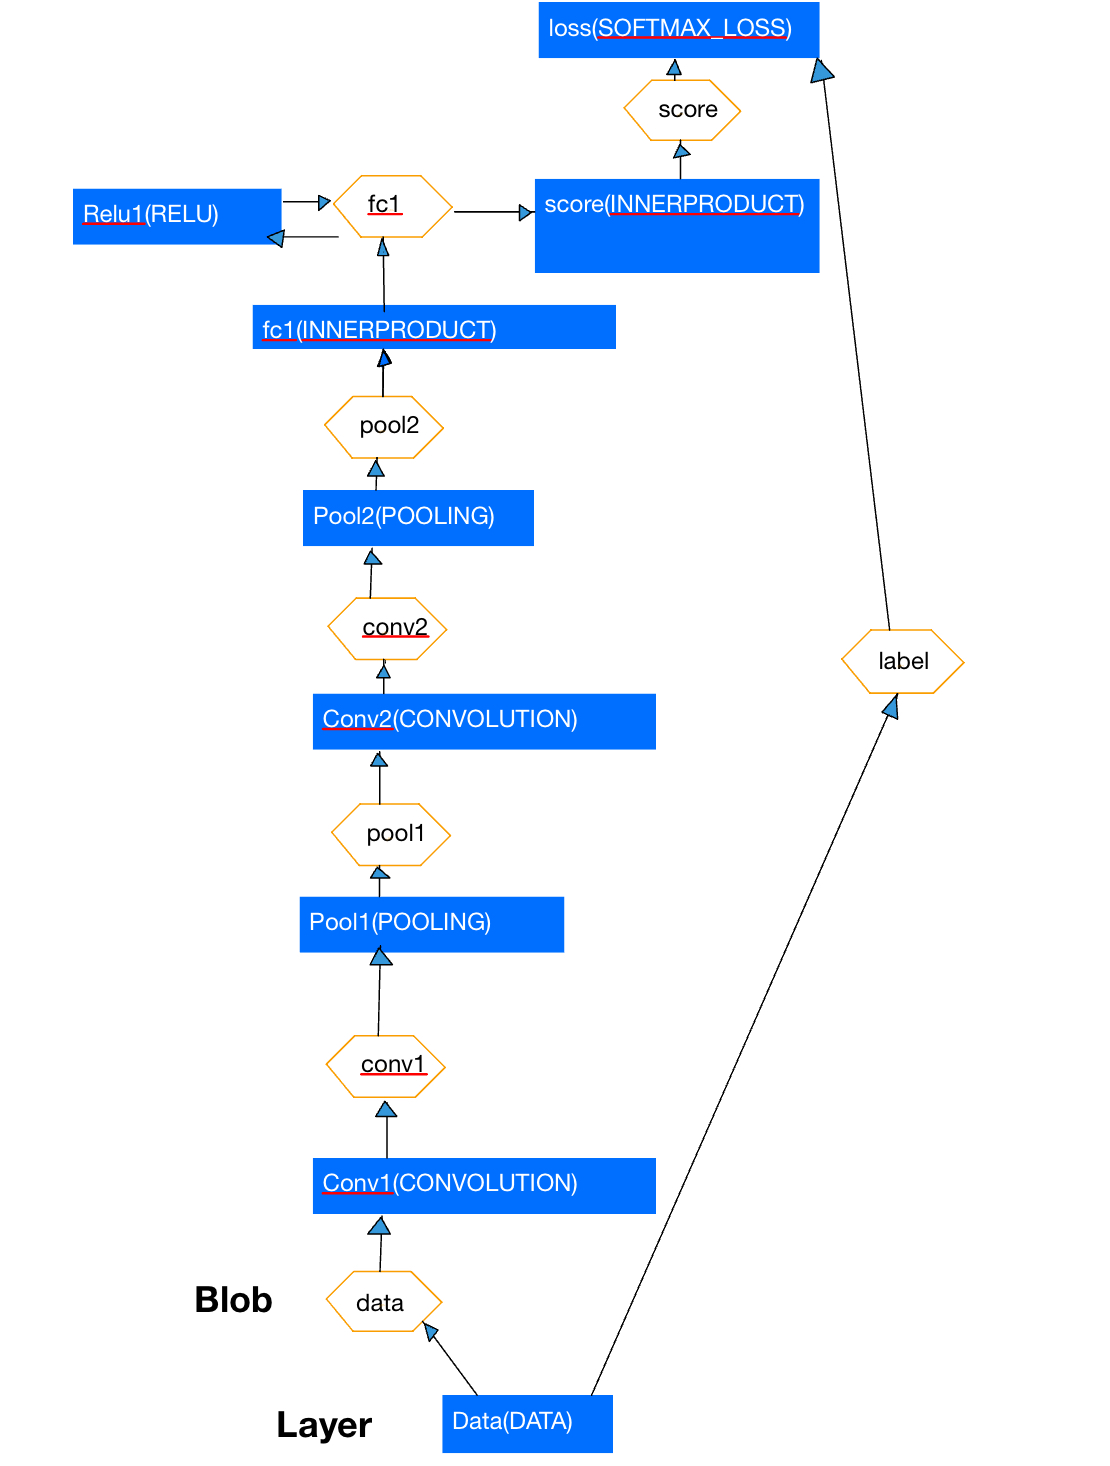 loss(SOFTMAX_LOSS)
score
Relu1(RELU)
fc1
score(INNERPRODUCT)
fc1(INNERPRODUCT)
pool2
Pool2(POOLING)
conv2
label
Conv2(CONVOLUTION)
pool1
Pool1(POOLING)
conv1
Conv1(CONVOLUTION)
Blob
data
Layer
Data(DATA)